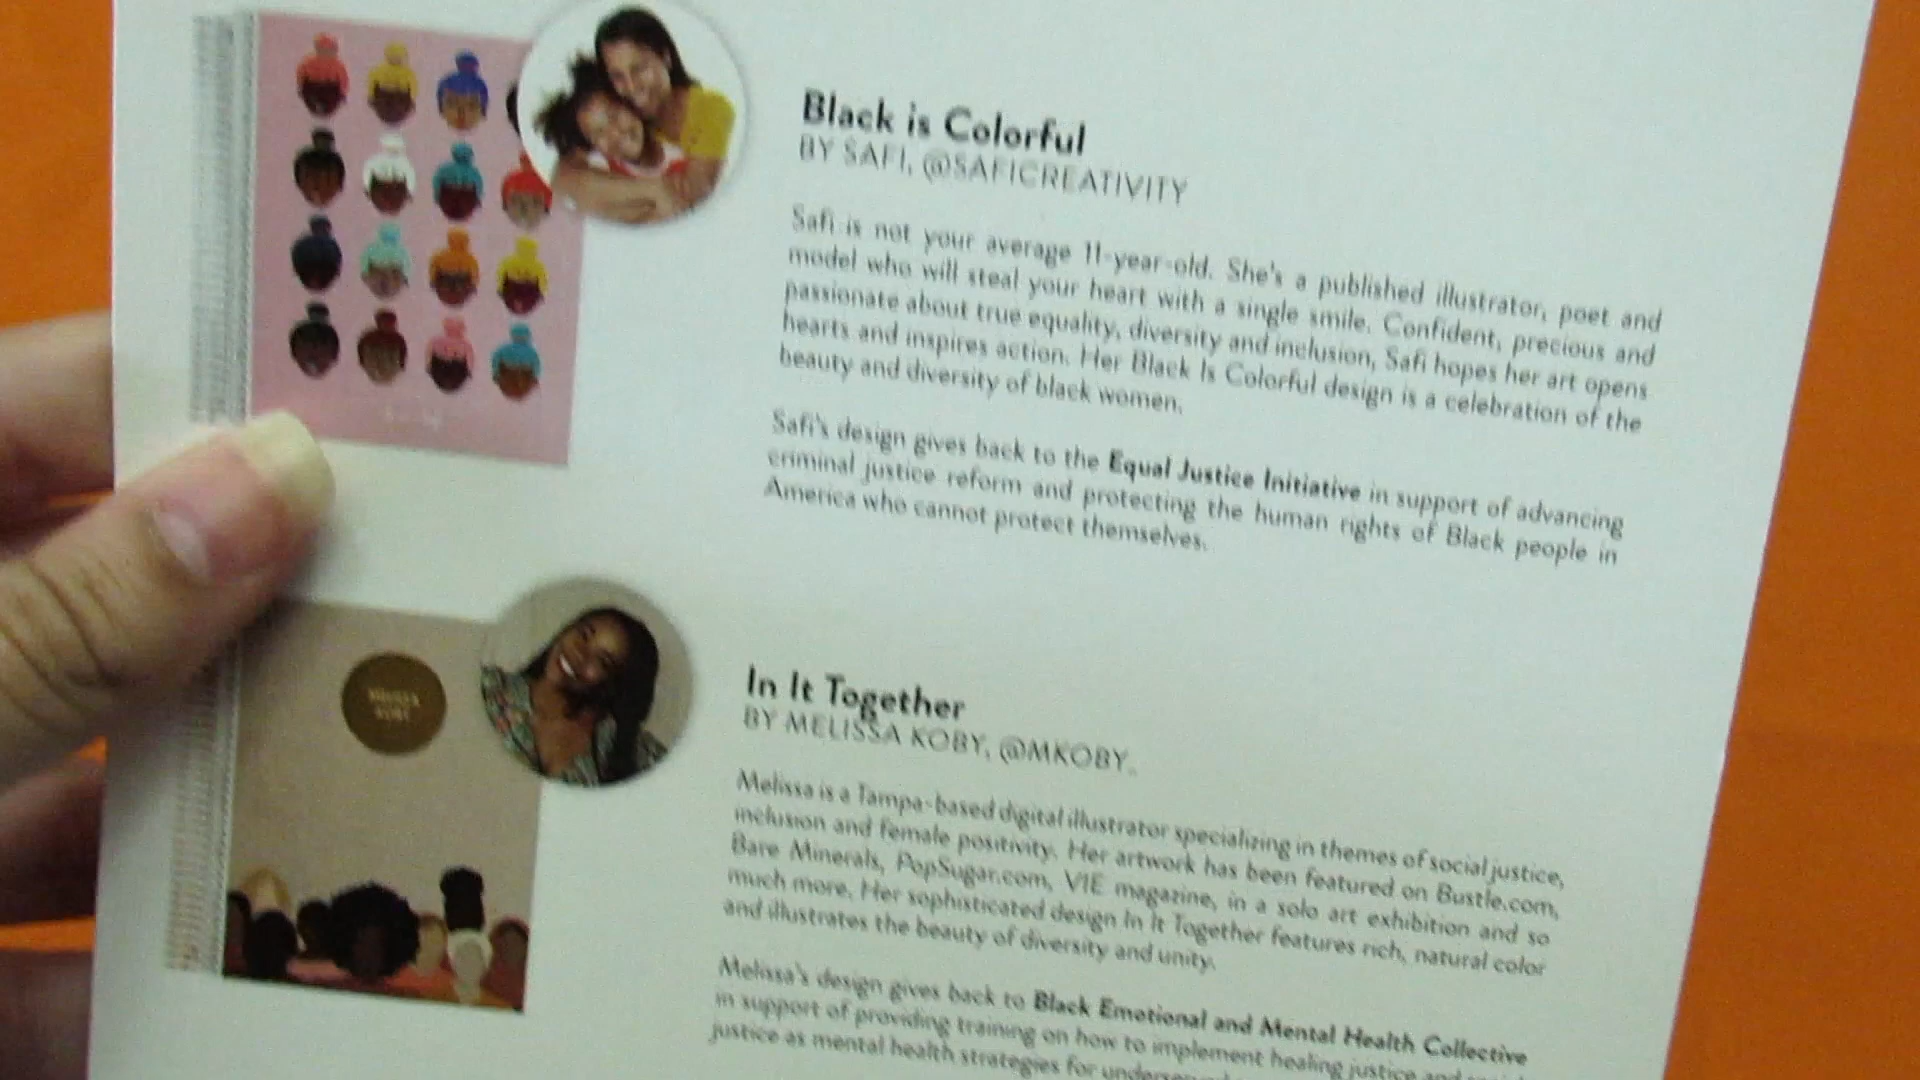 Black is Colorful
BY SAFI, @SAFICREATIVITY
Safi is not your average 11-year-old. She's a published illustrator, poet and
model who will steal your heart with a single smile. Confident, precious and
passionate about true equality, diversity and inclusion, Safi hopes her art opens
hearts and inspires action. Her Black Is Colorful design is a celebration of the
beauty and diversity of black women.
Safi's design gives back to the Equal Justice Initiative in support of advancing
criminal justice reform and protecting the human rights of Black people in
America who cannot protect themselves.
MELISSA
KOBY
In It Together
BY MELISSA KOBY, @MKOBY_
Melissa is a Tampa-based digital illustrator specializing in themes of social justice,
inclusion and female positivity. Her artwork has been featured on Bustle.com,
Bare Minerals, PopSugar.com, VIE magazine, in a solo art exhibition and so
much more. Her sophisticated design In It Together features rich, natural color
and illustrates the beauty of diversity and unity.
Melissa's design gives back to Black Emotional and Mental Health Collective
in support of providing training on how to implement healing justice and
justice as mental health strategies for